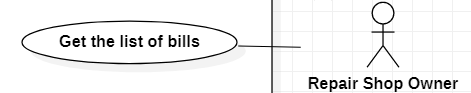 Get the list of bills
Repair Shop Owner